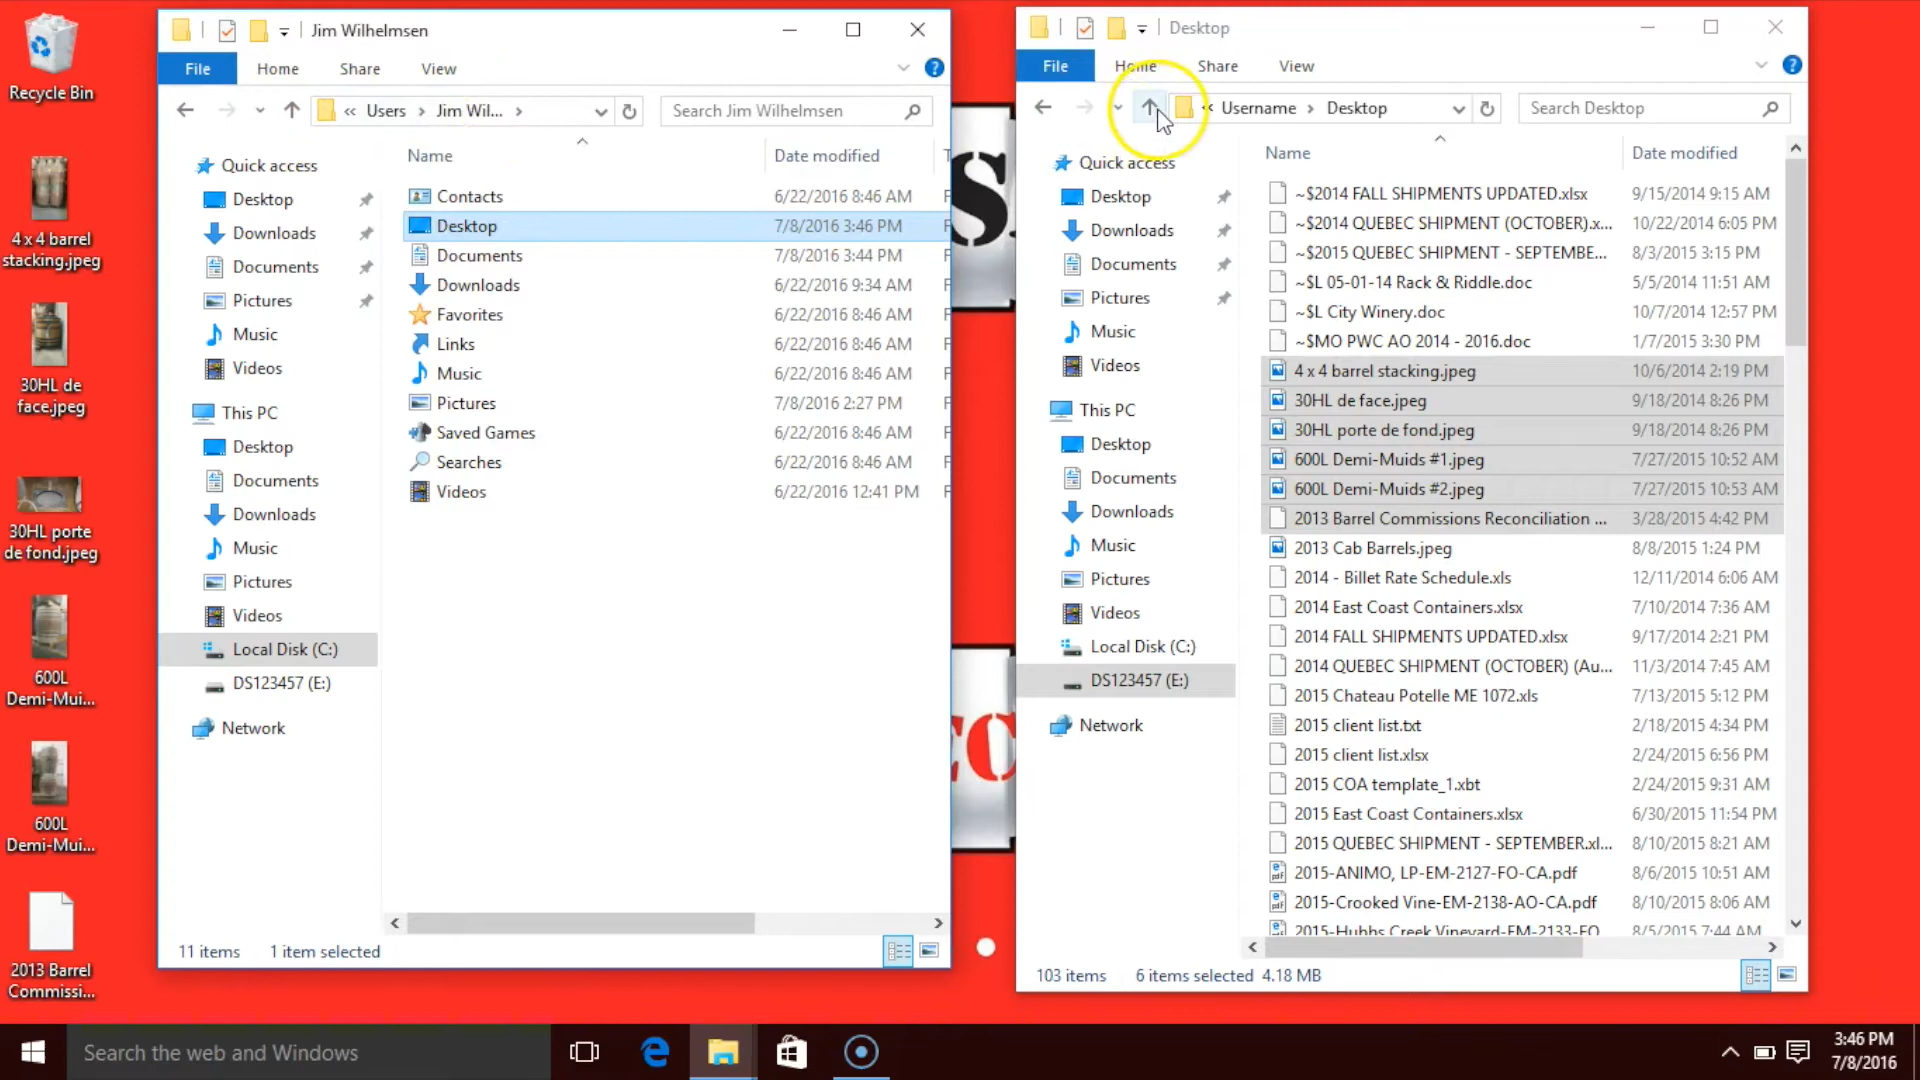 Recycle Bin
4 x 4 barrel
stacking.jpeg
30HL de
face.jpeg
30HL porte
de fond.jpeg
600L
Demi-Mui...
600L
Demi-Mui...
2013 Barrel
Commissi...
Jim Wilhelmsen
File Home Share View
« Users › Jim Wil... ›
Search Jim Wilhelmsen
Quick access
Desktop
Downloads
Documents
Pictures
Music
Videos
This PC
Desktop
Documents
Downloads
Music
Pictures
Videos
Local Disk (C:)
DS123457 (E:)
Network
Name Date modified
Contacts 6/22/2016 8:46 AM
Desktop 7/8/2016 3:46 PM
Documents 7/8/2016 3:44 PM
Downloads 6/22/2016 9:34 AM
Favorites 6/22/2016 8:46 AM
Links 6/22/2016 8:46 AM
Music 6/22/2016 8:46 AM
Pictures 7/8/2016 2:27 PM
Saved Games 6/22/2016 8:46 AM
Searches 6/22/2016 8:46 AM
Videos 6/22/2016 12:41 PM
11 items 1 item selected
Desktop
File Home Share View
« Username › Desktop
Search Desktop
Quick access
Desktop
Downloads
Documents
Pictures
Music
Videos
This PC
Desktop
Documents
Downloads
Music
Pictures
Videos
Local Disk (C:)
DS123457 (E:)
Network
Name Date modified
~$2014 FALL SHIPMENTS UPDATED.xlsx 9/15/2014 9:15 AM
~$2014 QUEBEC SHIPMENT (OCTOBER).x... 10/22/2014 6:05 PM
~$2015 QUEBEC SHIPMENT - SEPTEMBE... 8/3/2015 3:15 PM
~$L 05-01-14 Rack & Riddle.doc 5/5/2014 11:51 AM
~$L City Winery.doc 10/7/2014 12:57 PM
~$MO PWC AO 2014 - 2016.doc 1/7/2015 3:30 PM
4 x 4 barrel stacking.jpeg 10/6/2014 2:19 PM
30HL de face.jpeg 9/18/2014 8:26 PM
30HL porte de fond.jpeg 9/18/2014 8:26 PM
600L Demi-Muids #1.jpeg 7/27/2015 10:52 AM
600L Demi-Muids #2.jpeg 7/27/2015 10:53 AM
2013 Barrel Commissions Reconciliation ... 3/28/2015 4:42 PM
2013 Cab Barrels.jpeg 8/8/2015 1:24 PM
2014 - Billet Rate Schedule.xls 12/11/2014 6:06 AM
2014 East Coast Containers.xlsx 7/10/2014 7:36 AM
2014 FALL SHIPMENTS UPDATED.xlsx 9/17/2014 2:21 PM
2014 QUEBEC SHIPMENT (OCTOBER) (Au... 11/3/2014 7:45 AM
2015 Chateau Potelle ME 1072.xls 7/13/2015 5:12 PM
2015 client list.txt 2/18/2015 4:34 PM
2015 client list.xlsx 2/24/2015 6:56 PM
2015 COA template_1.xbt 2/24/2015 9:31 AM
2015 East Coast Containers.xlsx 6/30/2015 11:54 PM
2015 QUEBEC SHIPMENT - SEPTEMBER.xl... 8/10/2015 8:21 AM
2015-ANIMO, LP-EM-2127-FO-CA.pdf 8/6/2015 10:51 AM
2015-Crooked Vine-EM-2138-AO-CA.pdf 8/10/2015 8:06 AM
2015-Hubbs Creek Vineyard-EM-2133-FO 8/5/2015 7:44 AM
103 items 6 items selected 4.18 MB
Search the web and Windows
3:46 PM
7/8/2016